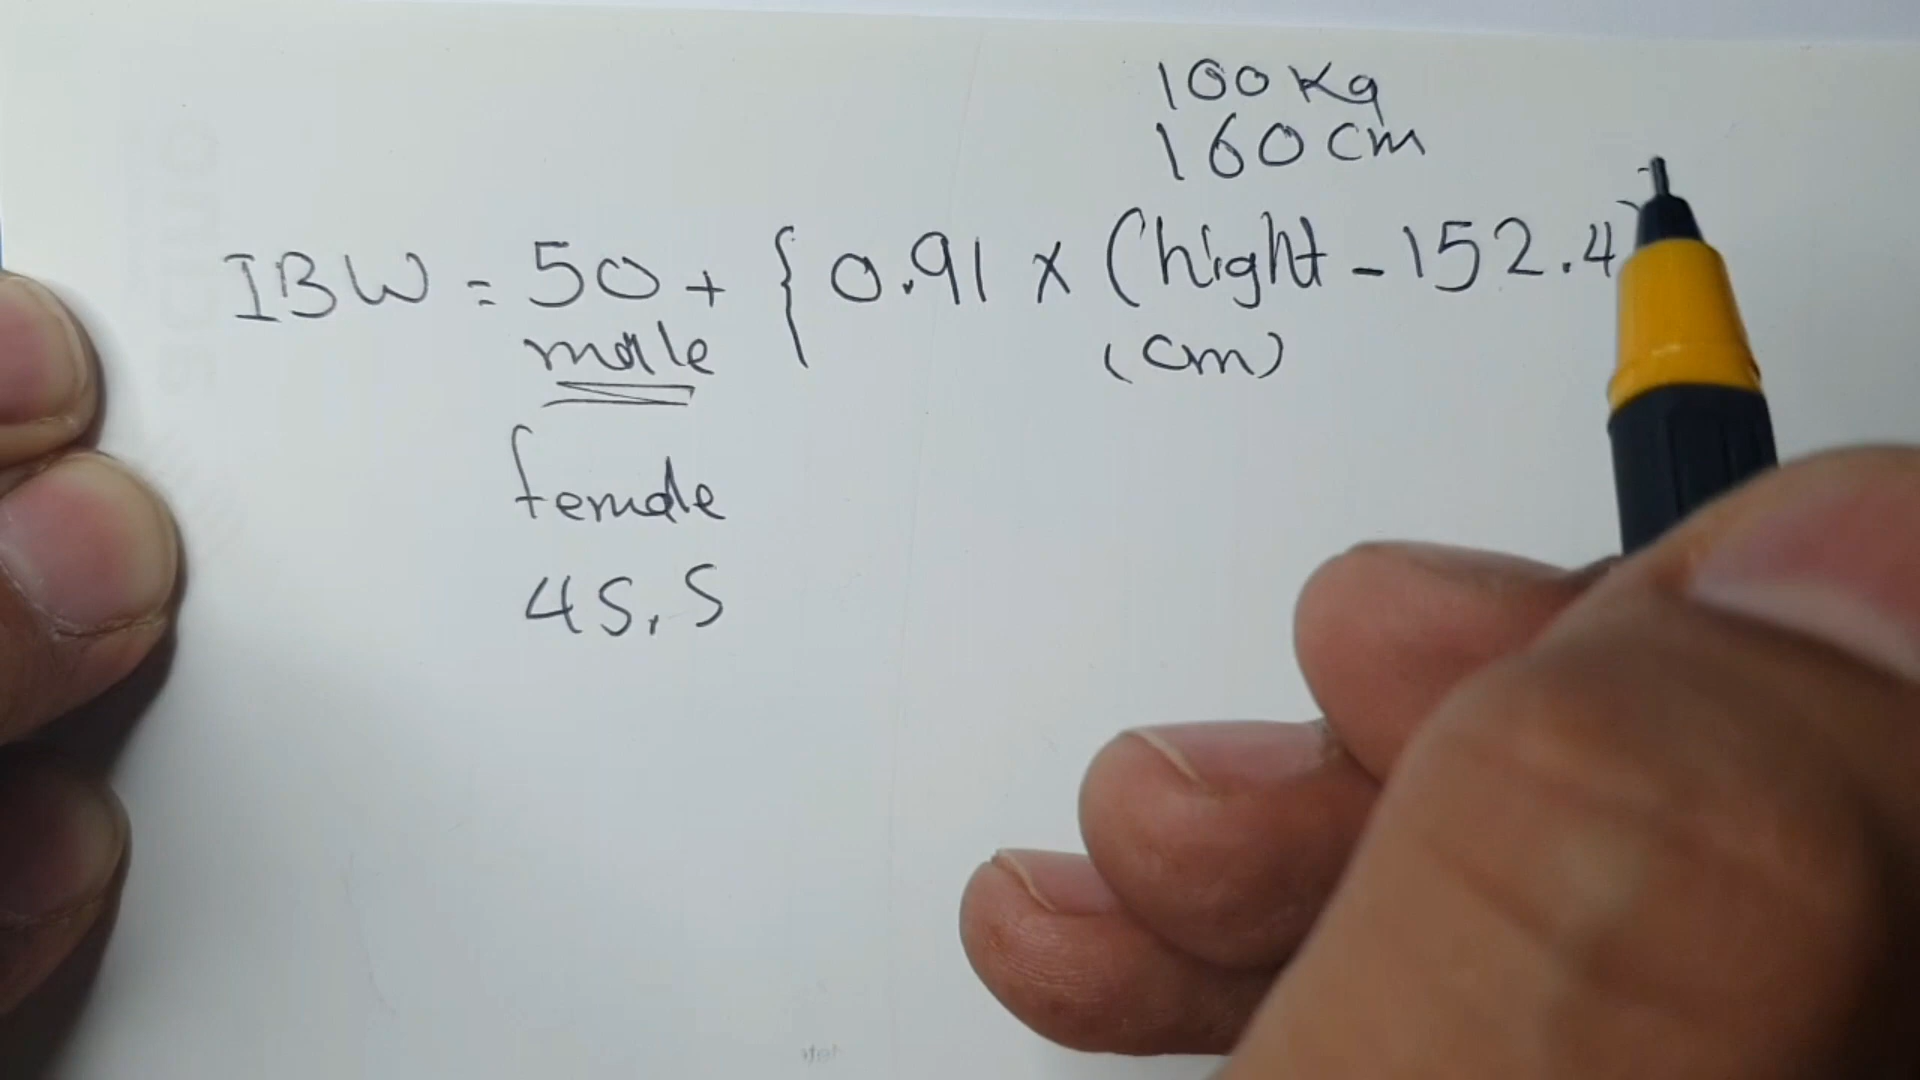 100 Kg
160 cm
IBW = 50 + { 0.91 x (hight - 152.4)
male
(cm)
female
45.5